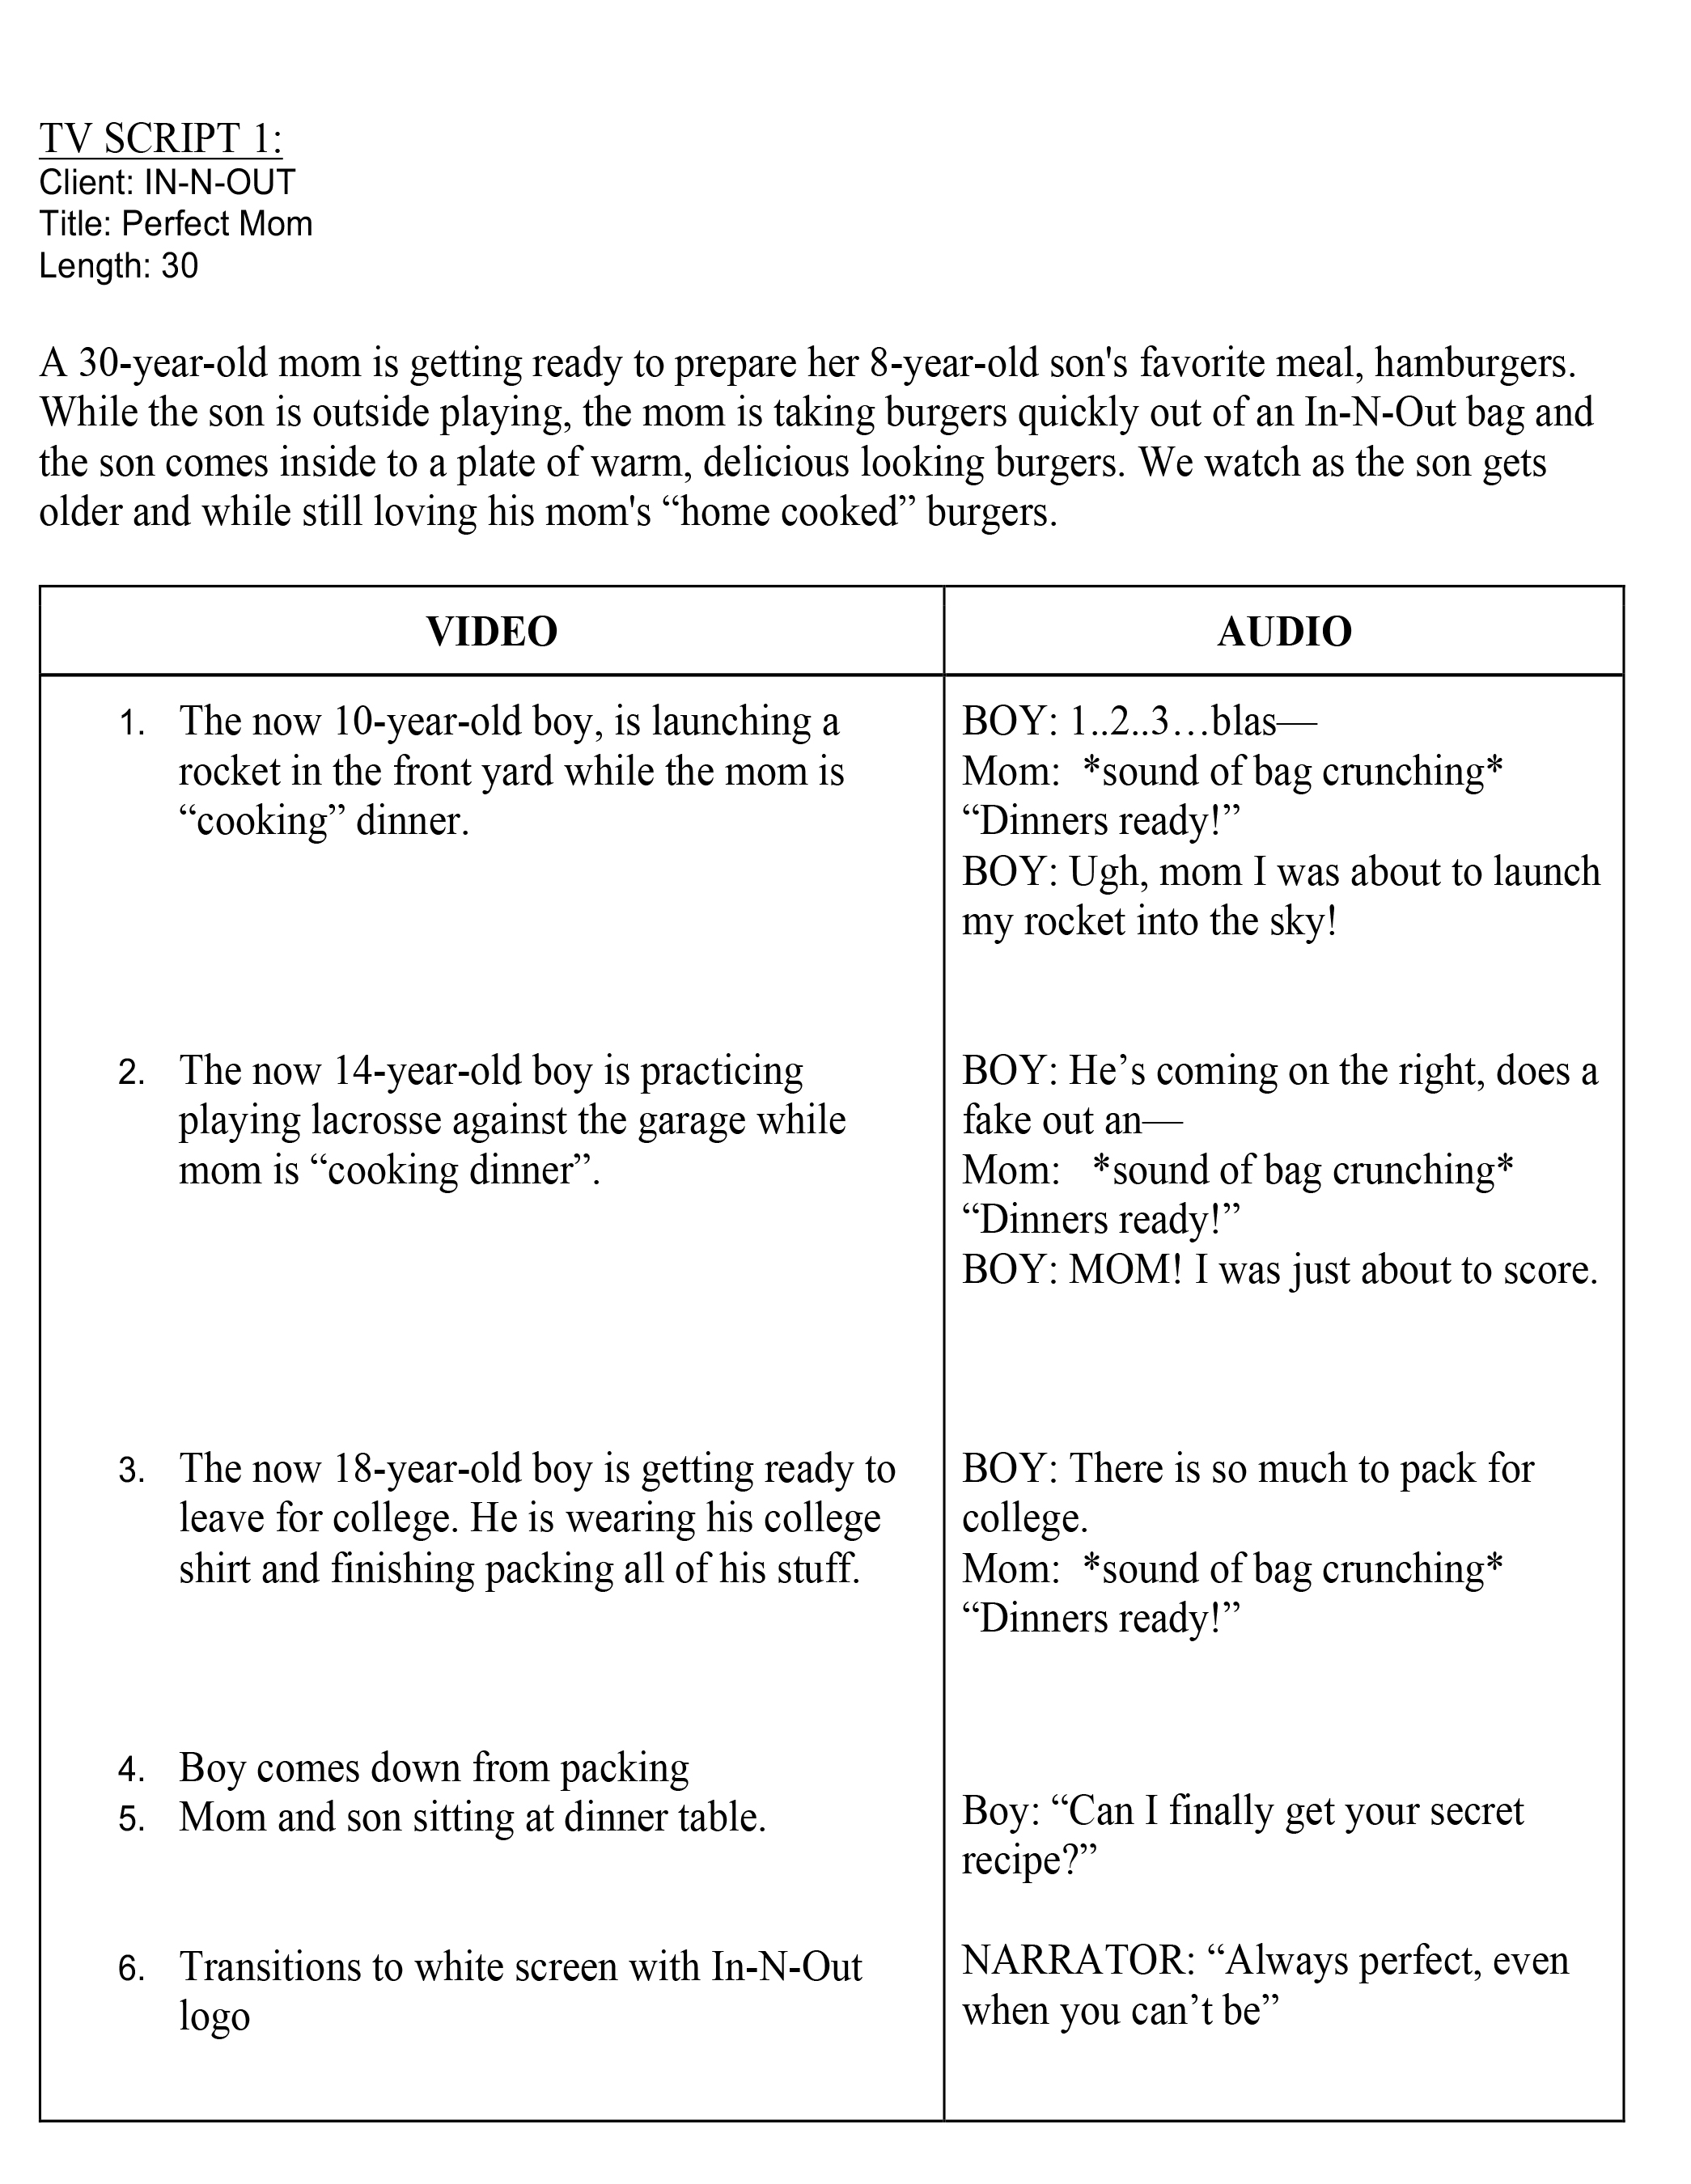 TV SCRIPT 1:
Client: IN-N-OUT
Title: Perfect Mom
Length: 30
A 30-year-old mom is getting ready to prepare her 8-year-old son's favorite meal, hamburgers.
While the son is outside playing, the mom is taking burgers quickly out of an In-N-Out bag and
the son comes inside to a plate of warm, delicious looking burgers. We watch as the son gets
older and while still loving his mom's “home cooked” burgers.
VIDEO
AUDIO
1. The now 10-year-old boy, is launching a
rocket in the front yard while the mom is
“cooking” dinner.
BOY: 1..2..3…blas—
Mom:  *sound of bag crunching*
“Dinners ready!”
BOY: Ugh, mom I was about to launch
my rocket into the sky!
2. The now 14-year-old boy is practicing
playing lacrosse against the garage while
mom is “cooking dinner”.
BOY: He’s coming on the right, does a
fake out an—
Mom:   *sound of bag crunching*
“Dinners ready!”
BOY: MOM! I was just about to score.
3. The now 18-year-old boy is getting ready to
leave for college. He is wearing his college
shirt and finishing packing all of his stuff.
BOY: There is so much to pack for
college.
Mom:  *sound of bag crunching*
“Dinners ready!”
4. Boy comes down from packing
5. Mom and son sitting at dinner table.
Boy: “Can I finally get your secret
recipe?”
6. Transitions to white screen with In-N-Out
logo
NARRATOR: “Always perfect, even
when you can’t be”